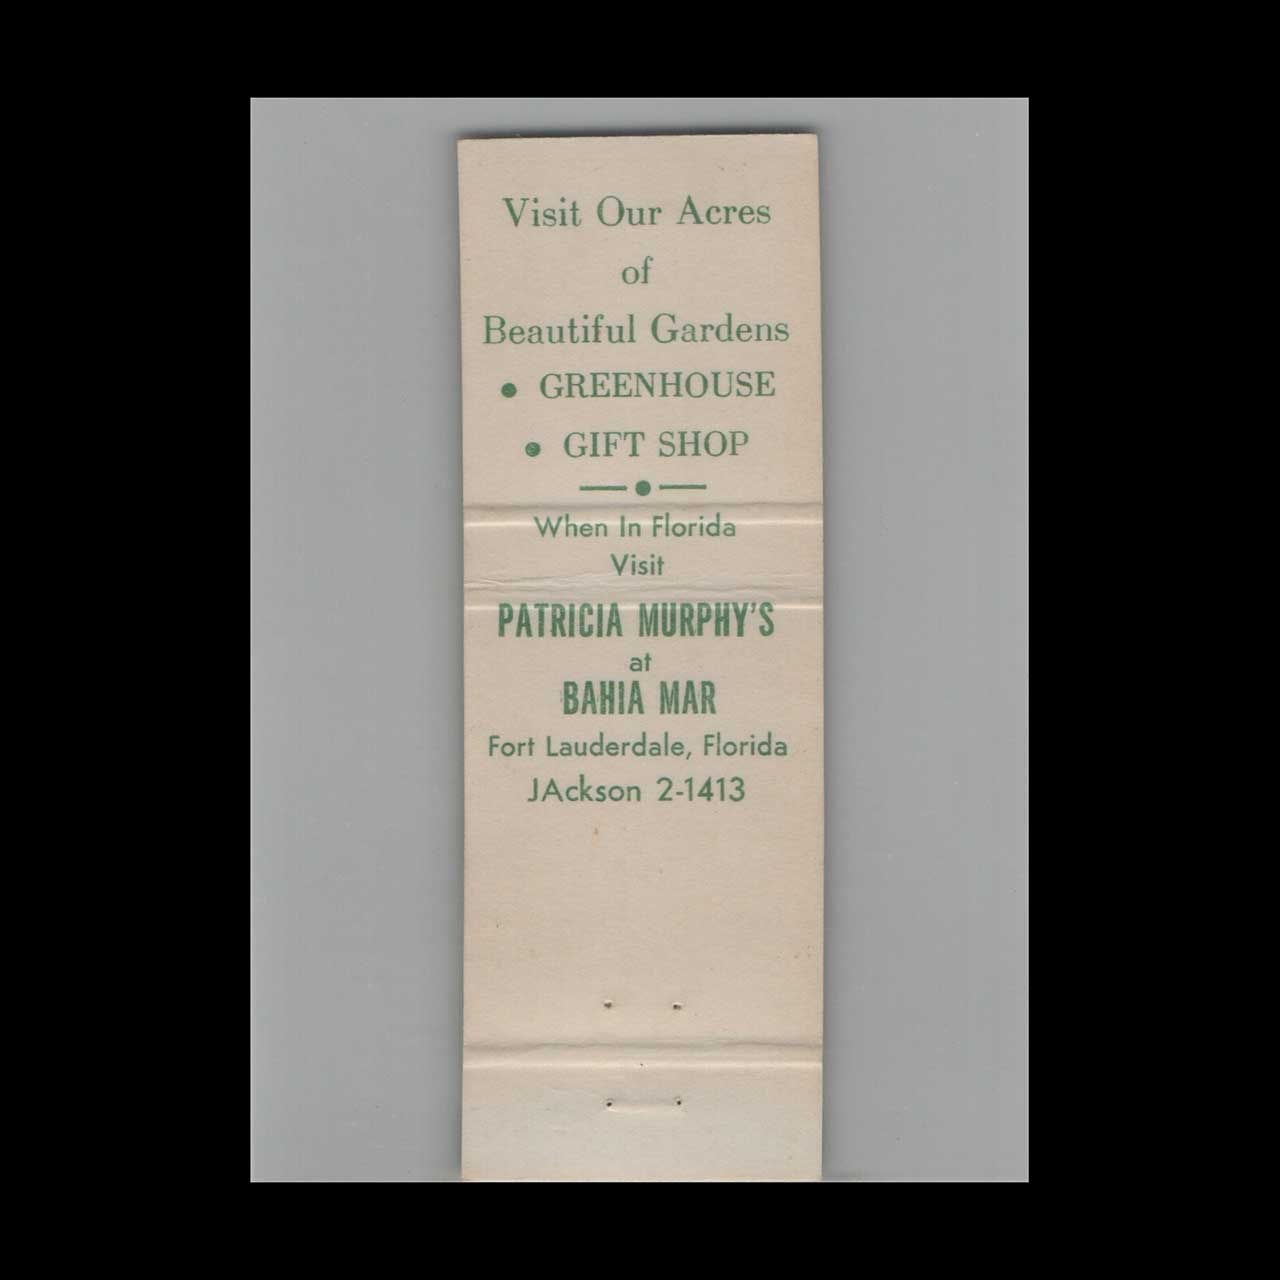 Visit Our Acres
of
Beautiful Gardens
• GREENHOUSE
• GIFT SHOP
When In Florida
Visit
PATRICIA MURPHY'S
at
BAHIA MAR
Fort Lauderdale, Florida
JAckson 2-1413